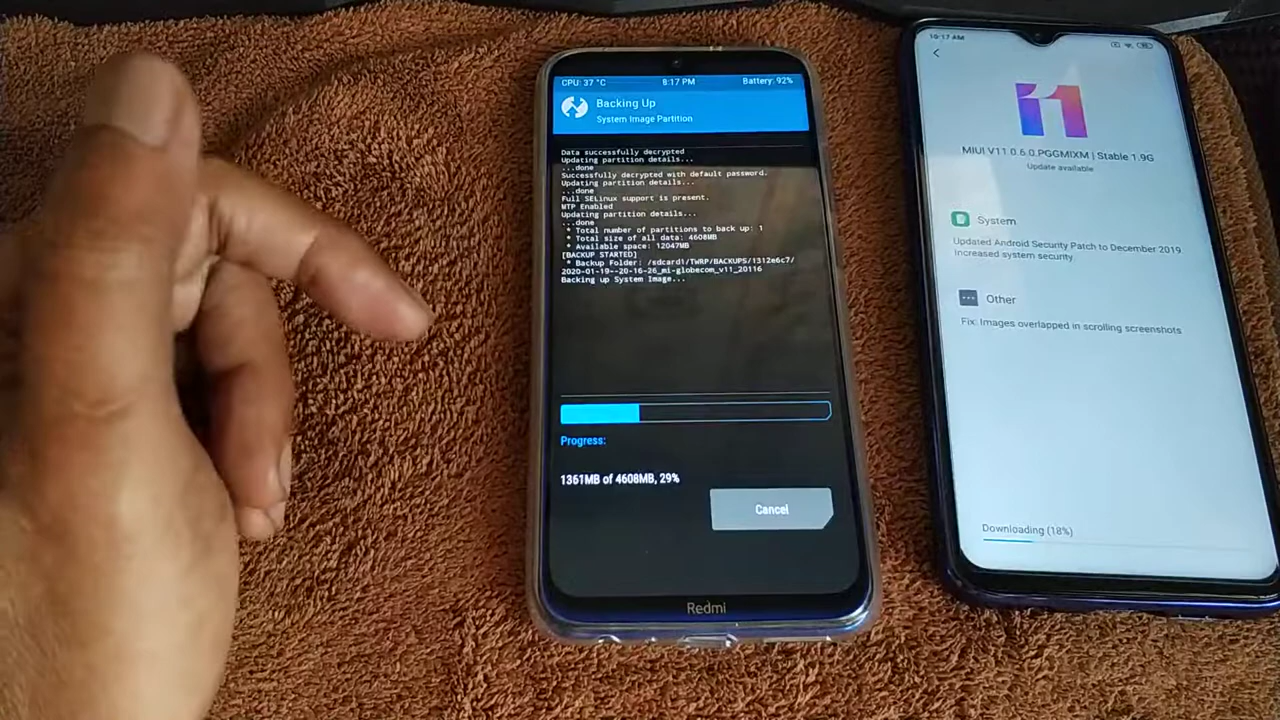 CPU: 37 °C 8:17 PM Battery: 92%
Backing Up
System Image Partition
Data successfully decrypted
Updating partition details...
...done
Successfully decrypted with default password.
Updating partition details...
...done
Full SELinux support is present.
MTP Enabled
Updating partition details...
...done
* Total number of partitions to back up: 1
* Total size of all data: 4608MB
* Available space: 12047MB
[BACKUP STARTED]
* Backup Folder: /sdcard1/TWRP/BACKUPS/1312e6c7/
2020-01-19--20-16-26_mi-globecom_v11_20116
Backing up System Image...
Progress:
1361MB of 4608MB, 29%
Cancel
Redmi
10:17 AM
11
MIUI V11.0.6.0.PGGMIXM | Stable 1.9G
Update available
System
Updated Android Security Patch to December 2019
Increased system security
Other
Fix: Images overlapped in scrolling screenshots
Downloading (18%)